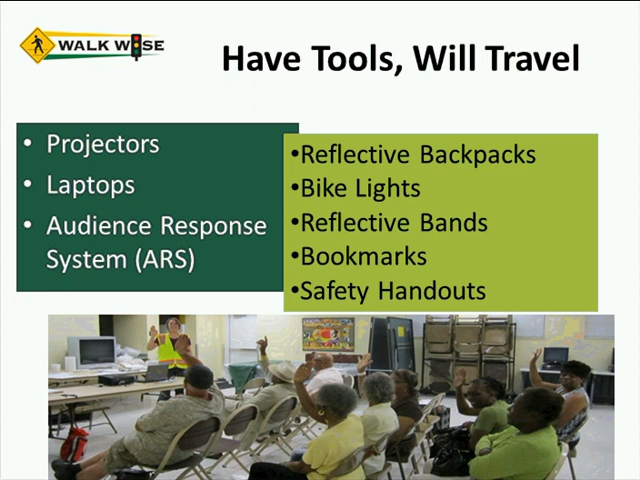 WALK WISE
Have Tools, Will Travel
• Projectors
• Laptops
• Audience Response
System (ARS)
•Reflective Backpacks
•Bike Lights
•Reflective Bands
•Bookmarks
•Safety Handouts